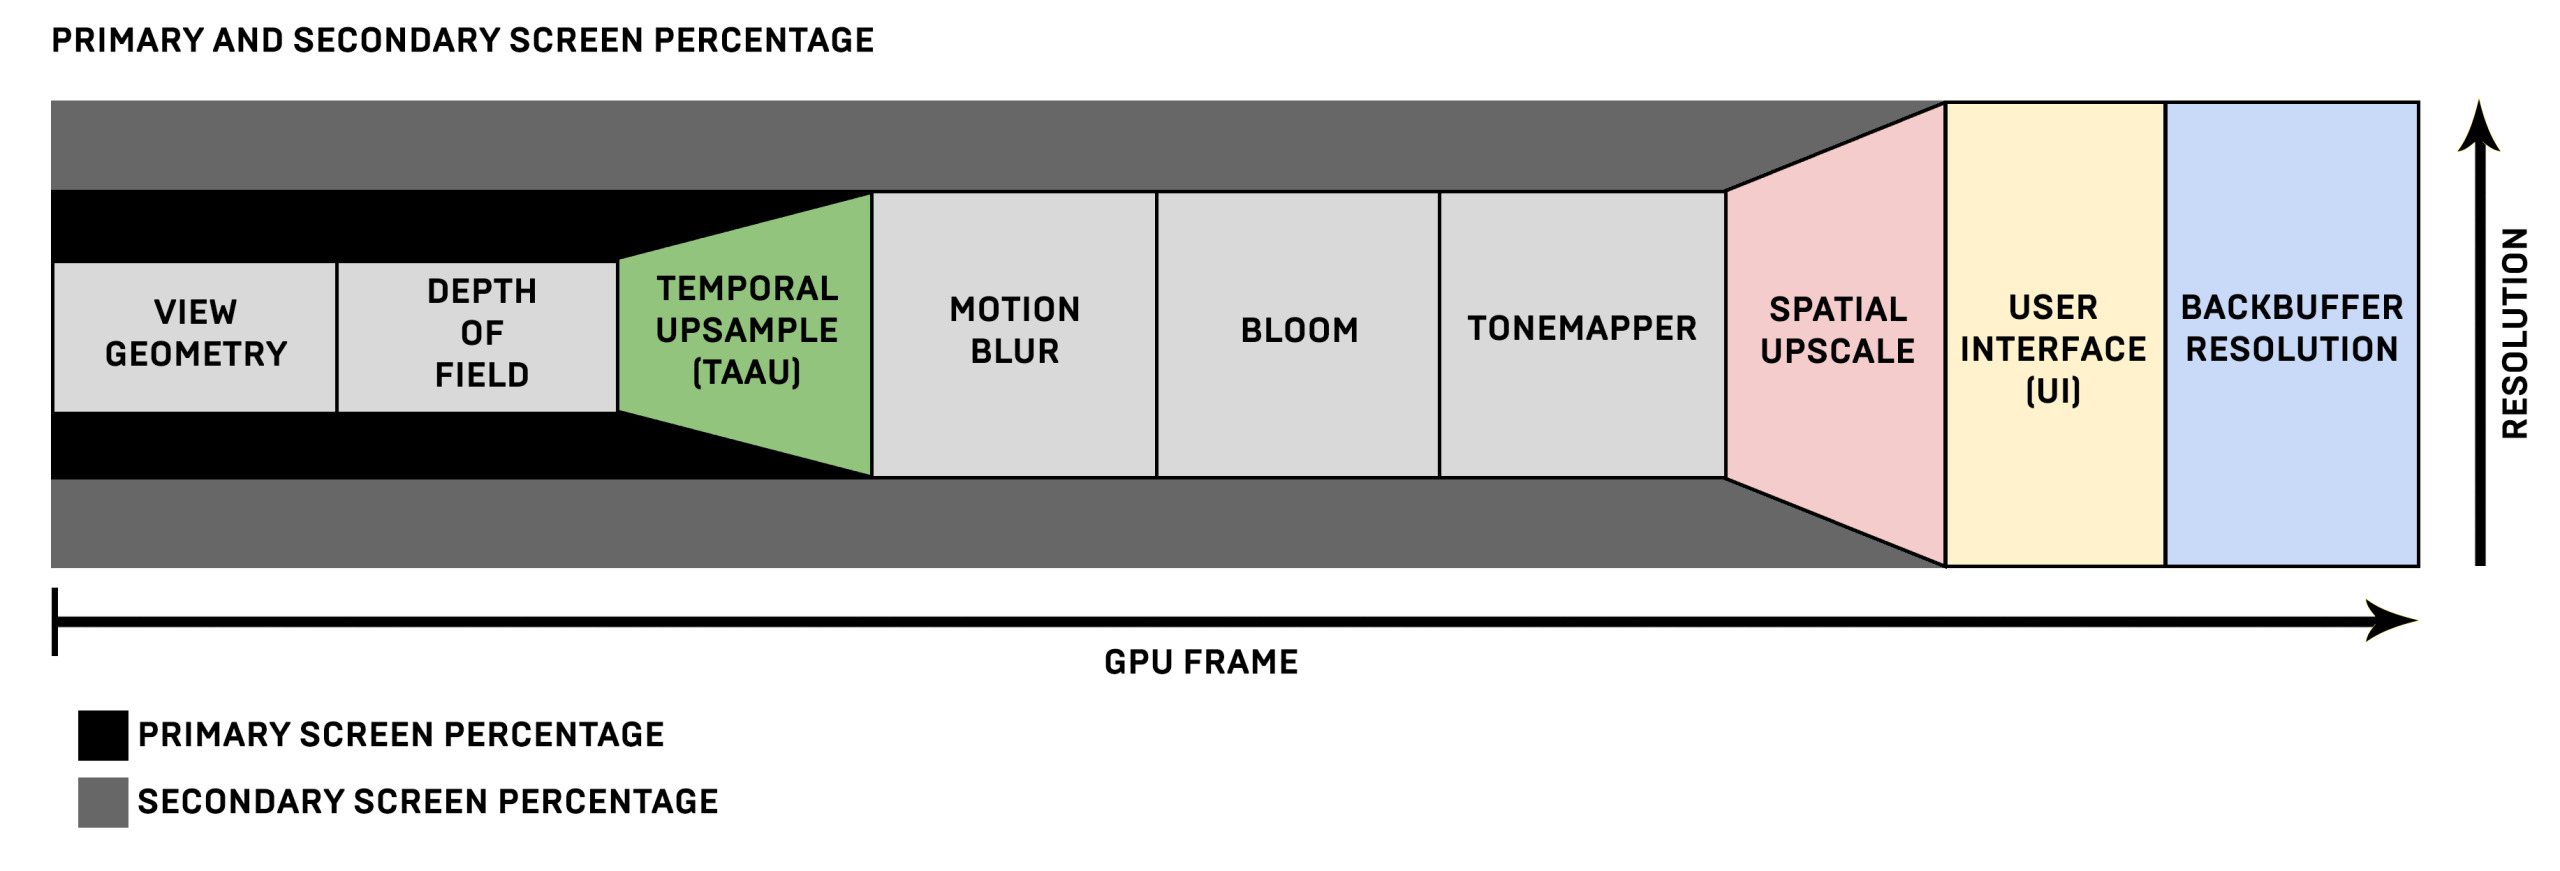 PRIMARY AND SECONDARY SCREEN PERCENTAGE
VIEW
GEOMETRY
DEPTH
OF
FIELD
TEMPORAL
UPSAMPLE
(TAAU)
MOTION
BLUR
BLOOM
TONEMAPPER
SPATIAL
UPSCALE
USER
INTERFACE
(UI)
BACKBUFFER
RESOLUTION
RESOLUTION
GPU FRAME
PRIMARY SCREEN PERCENTAGE
SECONDARY SCREEN PERCENTAGE